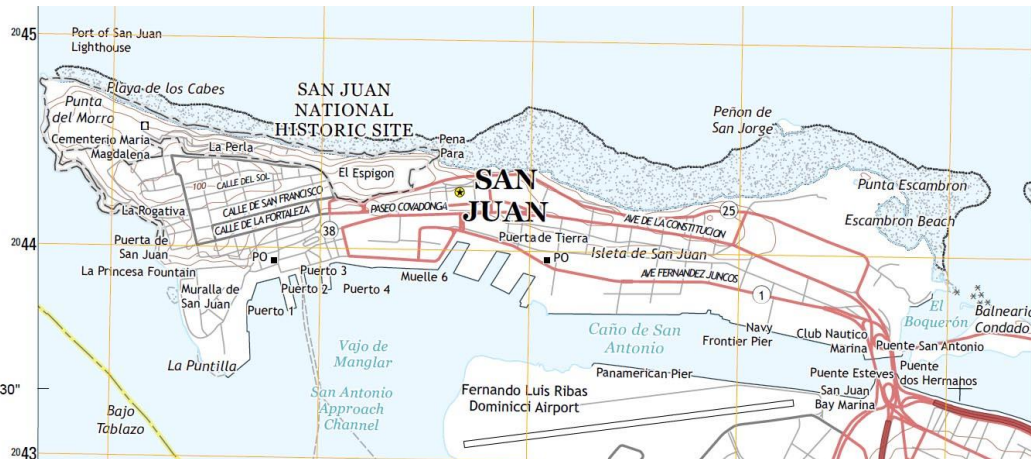 2045
Port of San Juan
Lighthouse
Playa de los Cabes
SAN JUAN
NATIONAL
HISTORIC SITE
Peñon de
San Jorge
Punta
del Morro
Cementerio Maria
Magdalena
La Perla
Pena
Para
El Espigon
SAN
JUAN
100
CALLE DEL SOL
CALLE DE SAN FRANCISCO
CALLE DE LA FORTALEZA
PASEO COVADONGA
AVE DE LA CONSTITUCION
25
Punta Escambron
Escambron Beach
La Rogativa
38
2044
Puerta de
San Juan
PO
Puerta de Tierra
PO
Isleta de San Juan
AVE FERNANDEZ JUNCOS
La Princesa Fountain
Puerto 3
Muelle 6
Muralla de
San Juan
Puerto 2
Puerto 4
Puerto 1
1
El
Boquerón
Balneario
Condado
Caño de San
Antonio
Navy
Frontier Pier
Club Nautico
Marina
Puente San Antonio
La Puntilla
Vajo de
Manglar
Panamerican Pier
Puente Esteves
Puente
dos Hermanos
30"
San Antonio
Approach
Channel
Fernando Luis Ribas
Dominicci Airport
San Juan
Bay Marina
Bajo
Tablazo
2043